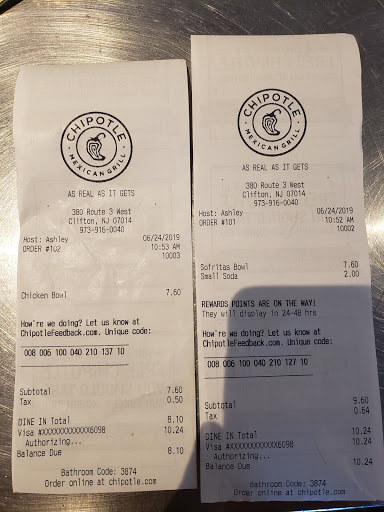 CHIPOTLE
MEXICAN GRILL
AS REAL AS IT GETS
380 Route 3 West
Clifton, NJ 07014
973-916-0040
Host: Ashley 06/24/2019
ORDER #102 10:53 AM
10003
Chicken Bowl 7.60
How're we doing? Let us know at
ChipotleFeedback.com. Unique code:
008 006 100 040 210 137 10
Subtotal 7.60
Tax 0.50
DINE IN Total 8.10
Visa #XXXXXXXXXXXX6098 10.24
Authorizing...
Balance Due 8.10
Bathroom Code: 3874
Order online at chipotle.com
CHIPOTLE
MEXICAN GRILL
AS REAL AS IT GETS
380 Route 3 West
Clifton, NJ 07014
973-916-0040
Host: Ashley 06/24/2019
ORDER #101 10:52 AM
10002
Sofritas Bowl 7.60
Small Soda 2.00
REWARDS POINTS ARE ON THE WAY!
They will display in 24-48 hrs
How're we doing? Let us know at
ChipotleFeedback.com. Unique code:
008 006 100 040 210 127 10
Subtotal 9.60
Tax 0.64
DINE IN Total 10.24
Visa #XXXXXXXXXXXX6098 10.24
Authorizing...
Balance Due 10.24
Bathroom Code: 3874
Order online at chipotle.com